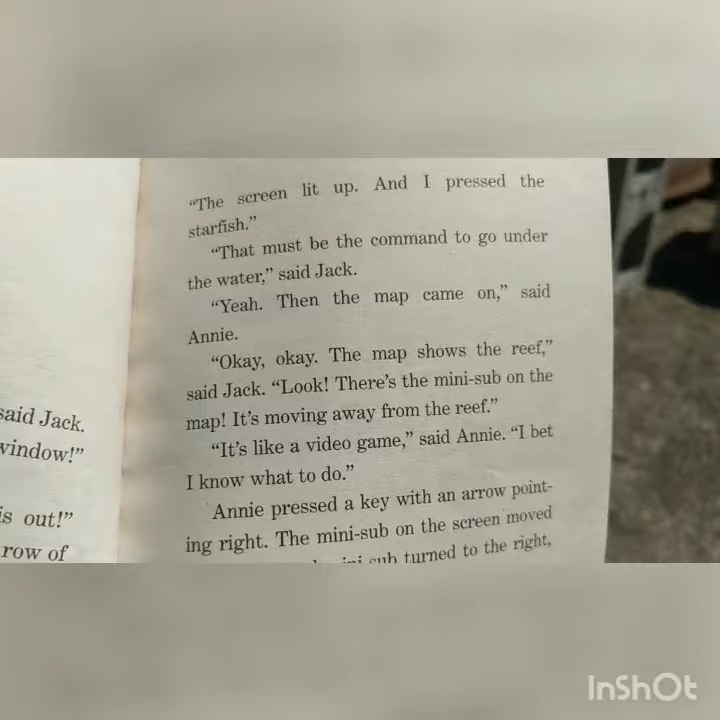 said Jack.
window!"
is out!"
row of
“The screen lit up. And I pressed the
starfish.”
“That must be the command to go under
the water,” said Jack.
“Yeah. Then the map came on,” said
Annie.
“Okay, okay. The map shows the reef,”
said Jack. “Look! There’s the mini-sub on the
map! It’s moving away from the reef.”
“It’s like a video game,” said Annie. “I bet
I know what to do.”
Annie pressed a key with an arrow point-
ing right. The mini-sub on the screen moved
sub turned to the right,
InShOt